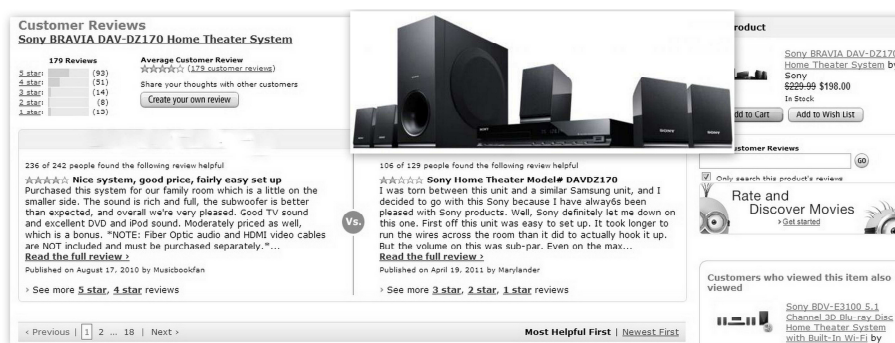 Customer Reviews
Sony BRAVIA DAV-DZ170 Home Theater System
179 Reviews
5 star: (93)
4 star: (51)
3 star: (14)
2 star: (8)
1 star: (13)
Average Customer Review
(179 customer reviews)
Share your thoughts with other customers
Create your own review
SONY
SONY
SONY
236 of 242 people found the following review helpful
Nice system, good price, fairly easy set up
Purchased this system for our family room which is a little on the
smaller side. The sound is rich and full, the subwoofer is better
than expected, and overall we're very pleased. Good TV sound
and excellent DVD and iPod sound. Moderately priced as well,
which is a bonus. *NOTE: Fiber Optic audio and HDMI video cables
are NOT included and must be purchased separately.*...
Read the full review ›
Published on August 17, 2010 by Musicbookfan
› See more 5 star, 4 star reviews
Vs.
106 of 129 people found the following review helpful
Sony Home Theater Model# DAVDZ170
I was torn between this unit and a similar Samsung unit, and I
decided to go with this Sony because I have alway6s been
pleased with Sony products. Well, Sony definitely let me down on
this one. First off this unit was easy to set up. It took longer to
run the wires across the room than it did to actually hook it up.
But the volume on this was sub-par. Even on the max...
Read the full review ›
Published on April 19, 2011 by Marylander
› See more 3 star, 2 star, 1 star reviews
‹ Previous | 1 2 ... 18 | Next ›
Most Helpful First | Newest First
roduct
Sony BRAVIA DAV-DZ170
Home Theater System by
Sony
$229.99 $198.00
In Stock
dd to Cart
Add to Wish List
ustomer Reviews
GO
Only search this product's reviews
Rate and
Discover Movies
› Get started
Customers who viewed this item also
viewed
Sony BDV-E3100 5.1
Channel 3D Blu-ray Disc
Home Theater System
with Built-In Wi-Fi by